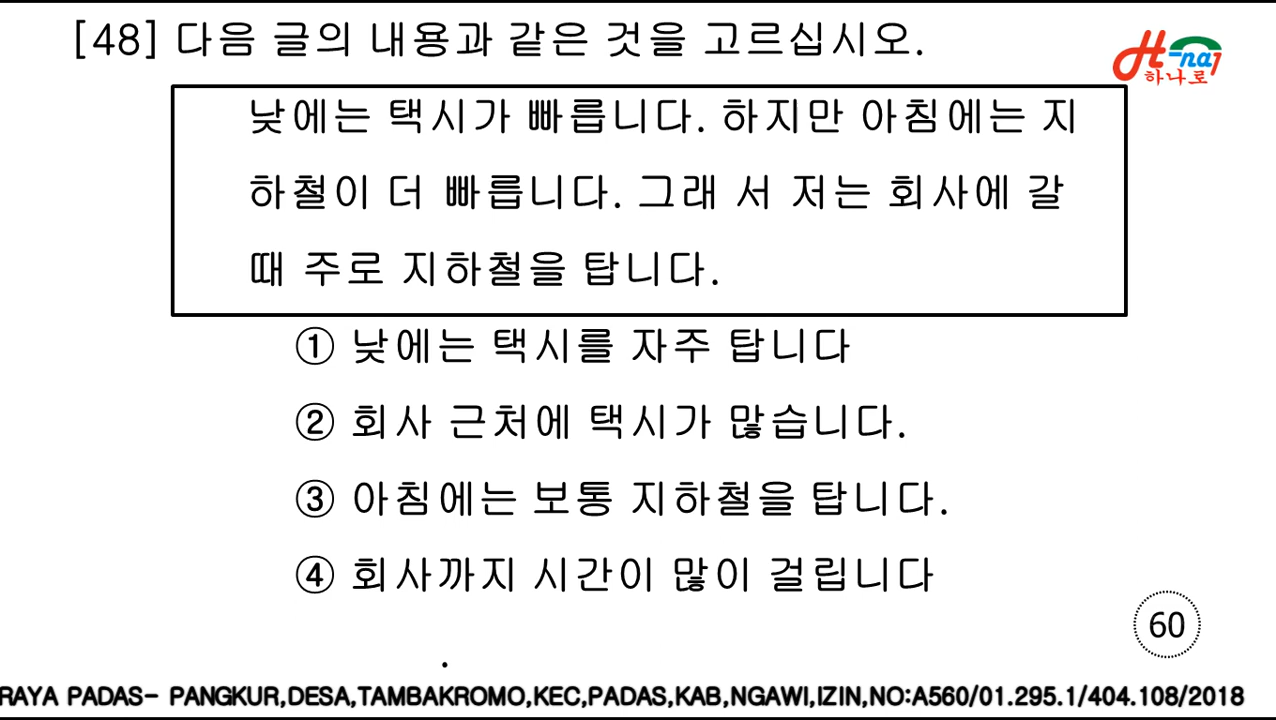 [48] 다음 글의 내용과 같은 것을 고르십시오.
H-na
하나로
낮에는 택시가 빠릅니다. 하지만 아침에는 지
하철이 더 빠릅니다. 그래 서 저는 회사에 갈
때 주로 지하철을 탑니다.
① 낮에는 택시를 자주 탑니다
② 회사 근처에 택시가 많습니다.
③ 아침에는 보통 지하철을 탑니다.
④ 회사까지 시간이 많이 걸립니다
60
.
RAYA PADAS- PANGKUR,DESA,TAMBAKROMO,KEC,PADAS,KAB,NGAWI,IZIN,NO:A560/01.295.1/404.108/2018